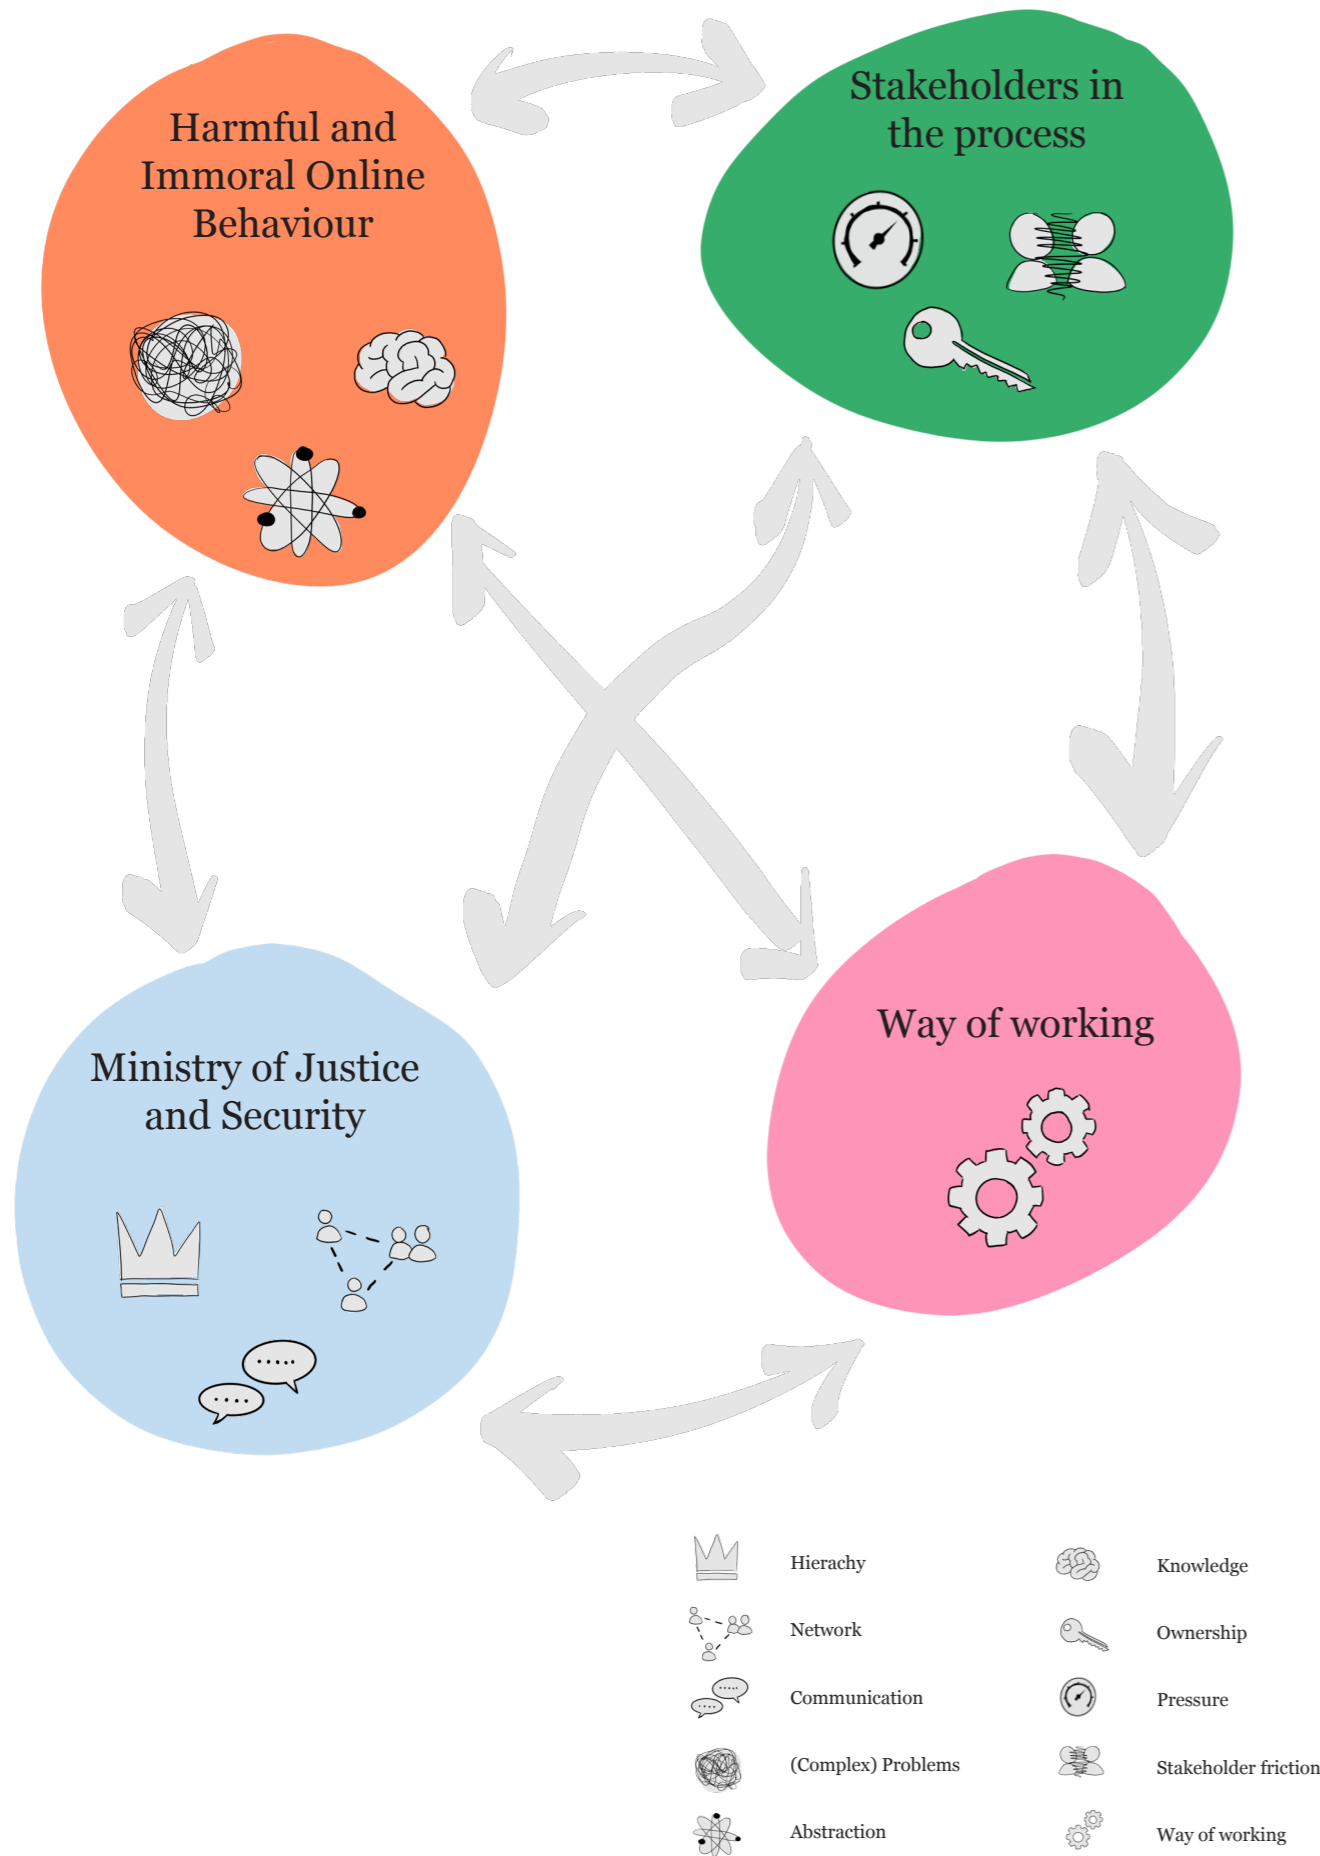 Harmful and
Immoral Online
Behaviour
Stakeholders in
the process
Ministry of Justice
and Security
Way of working
Hierachy
Network
Communication
(Complex) Problems
Abstraction
Knowledge
Ownership
Pressure
Stakeholder friction
Way of working